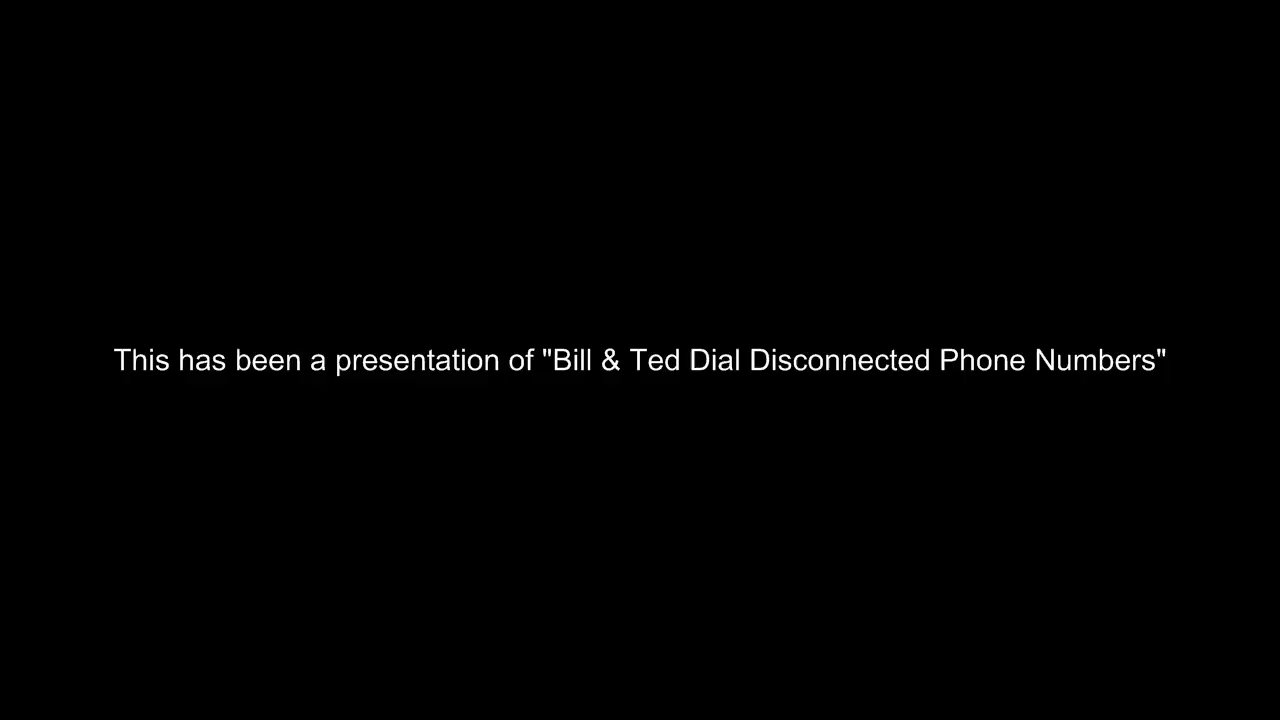 This has been a presentation of "Bill & Ted Dial Disconnected Phone Numbers"